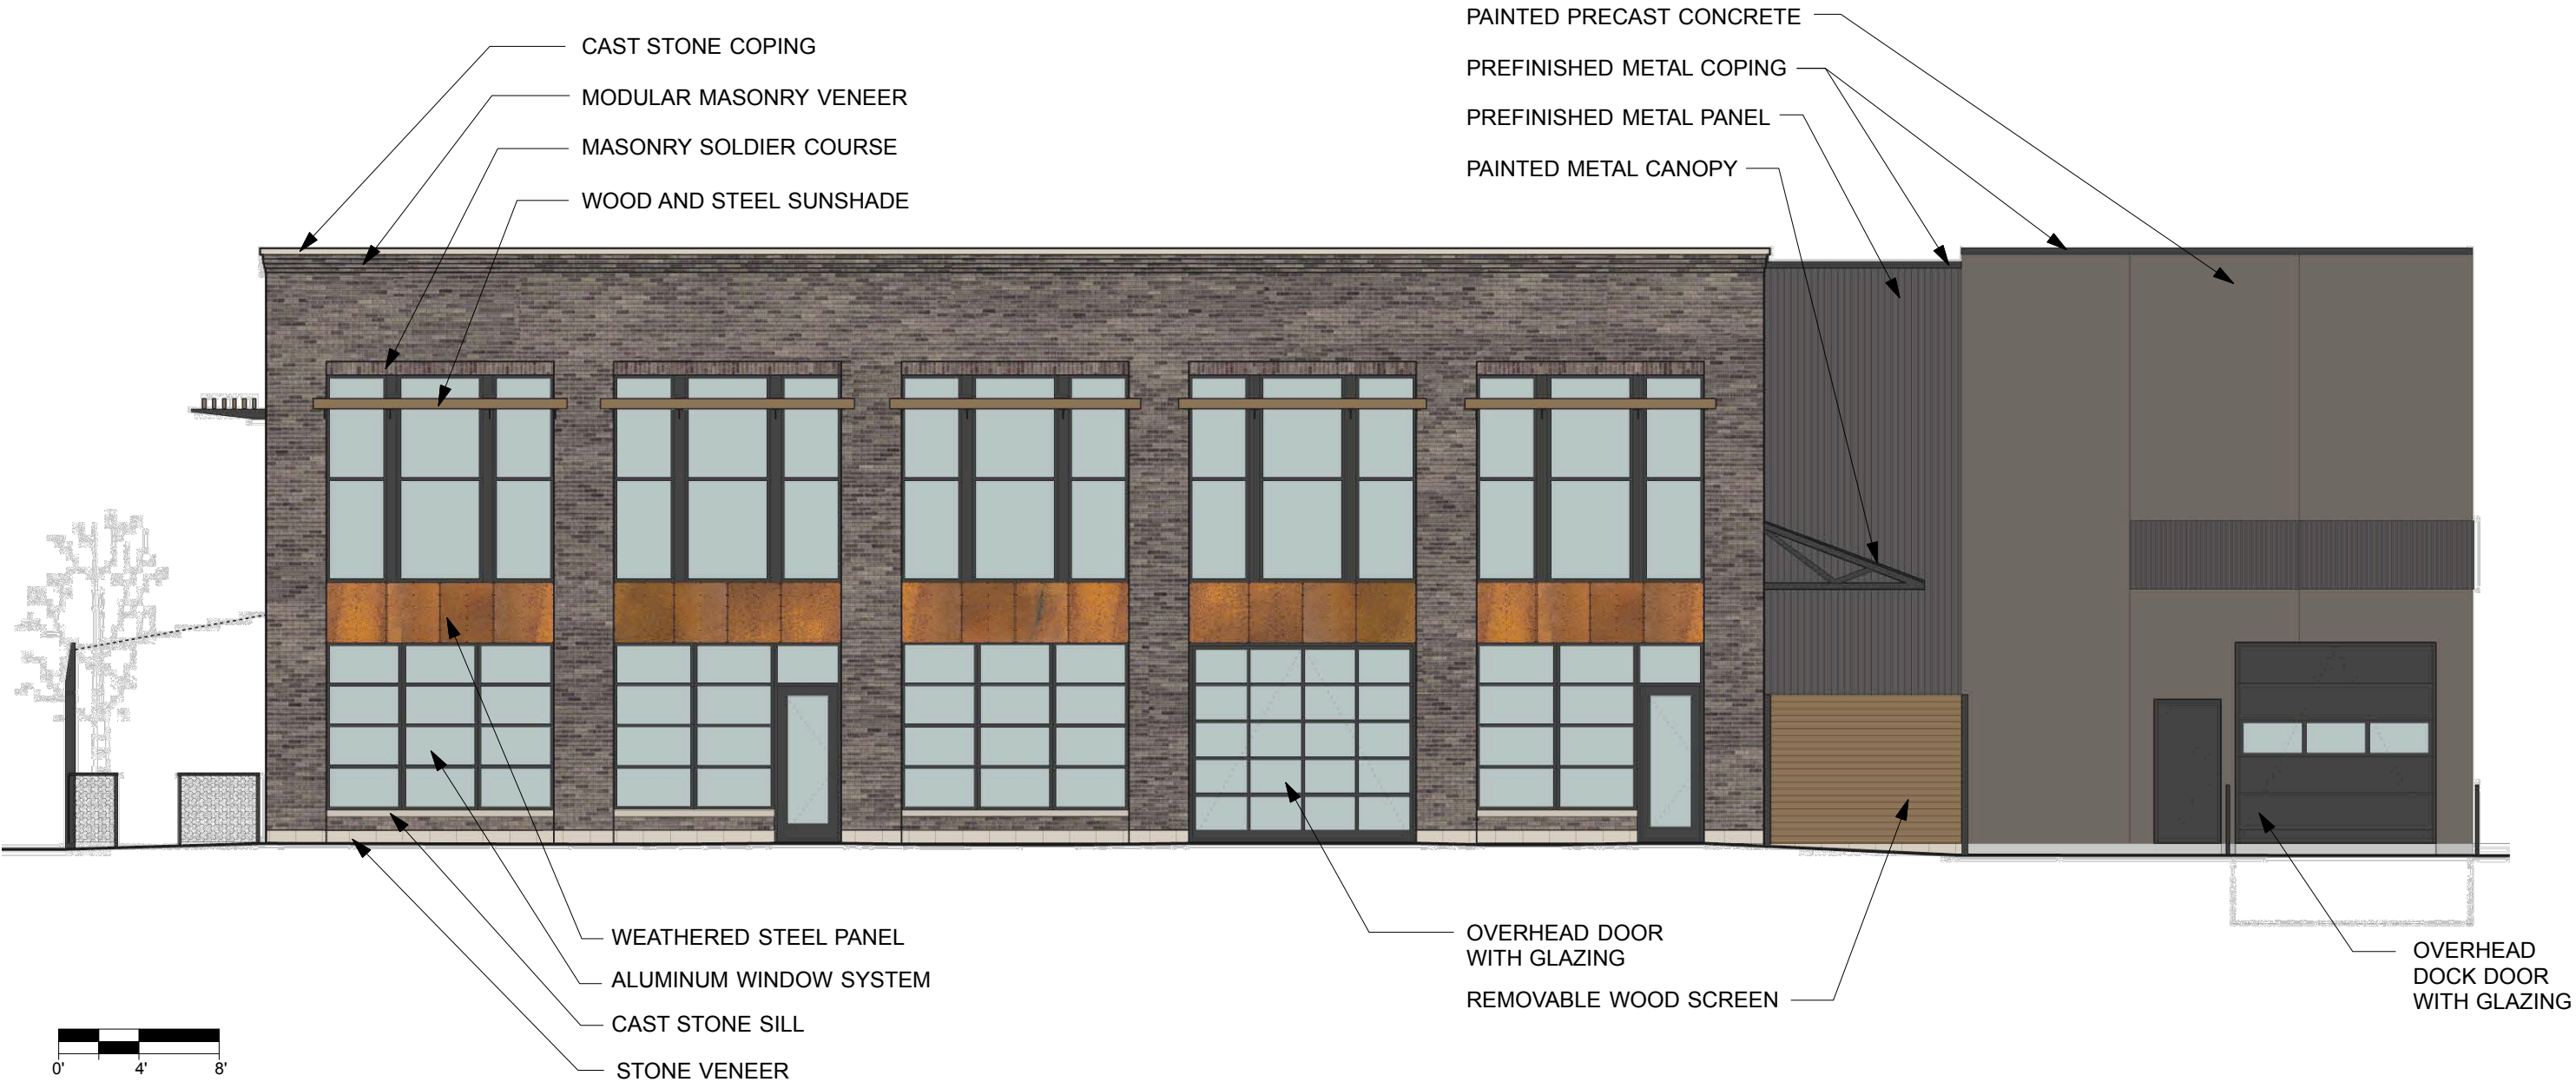 CAST STONE COPING
MODULAR MASONRY VENEER
MASONRY SOLDIER COURSE
WOOD AND STEEL SUNSHADE
PAINTED PRECAST CONCRETE
PREFINISHED METAL COPING
PREFINISHED METAL PANEL
PAINTED METAL CANOPY
WEATHERED STEEL PANEL
ALUMINUM WINDOW SYSTEM
CAST STONE SILL
STONE VENEER
OVERHEAD DOOR
WITH GLAZING
REMOVABLE WOOD SCREEN
OVERHEAD
DOCK DOOR
WITH GLAZING
0' 4' 8'